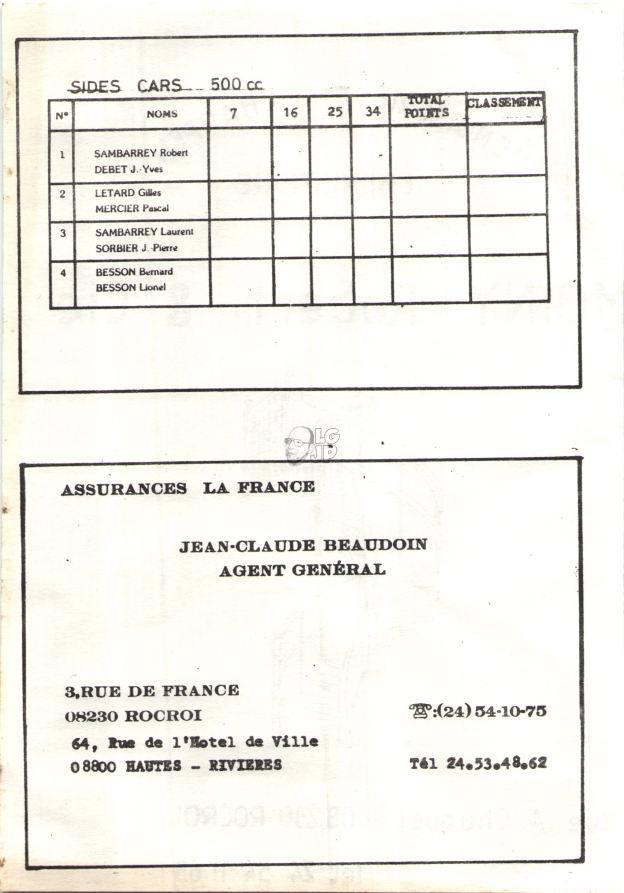 SIDES CARS -- 500 cc
N° NOMS 7 16 25 34 TOTAL POINTS CLASSEMENT
1 SAMBARREY Robert
DEBET J.-Yves
2 LETARD Gilles
MERCIER Pascal
3 SAMBARREY Laurent
SORBIER J.-Pierre
4 BESSON Bernard
BESSON Lionel
LG
JP
ASSURANCES LA FRANCE
JEAN-CLAUDE BEAUDOIN
AGENT GENÉRAL
3,RUE DE FRANCE
08230 ROCROI ☎:(24) 54-10-75
64, Rue de l'Hotel de Ville
08800 HAUTES - RIVIERES Tél 24.53.48.62